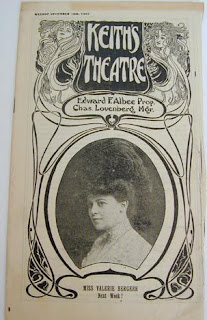 KEITH'S
THEATRE
Edward F. Albee Prop.
Chas. Lovenberg, Mgr.
MISS VALERIE BERGERE
Next Week!